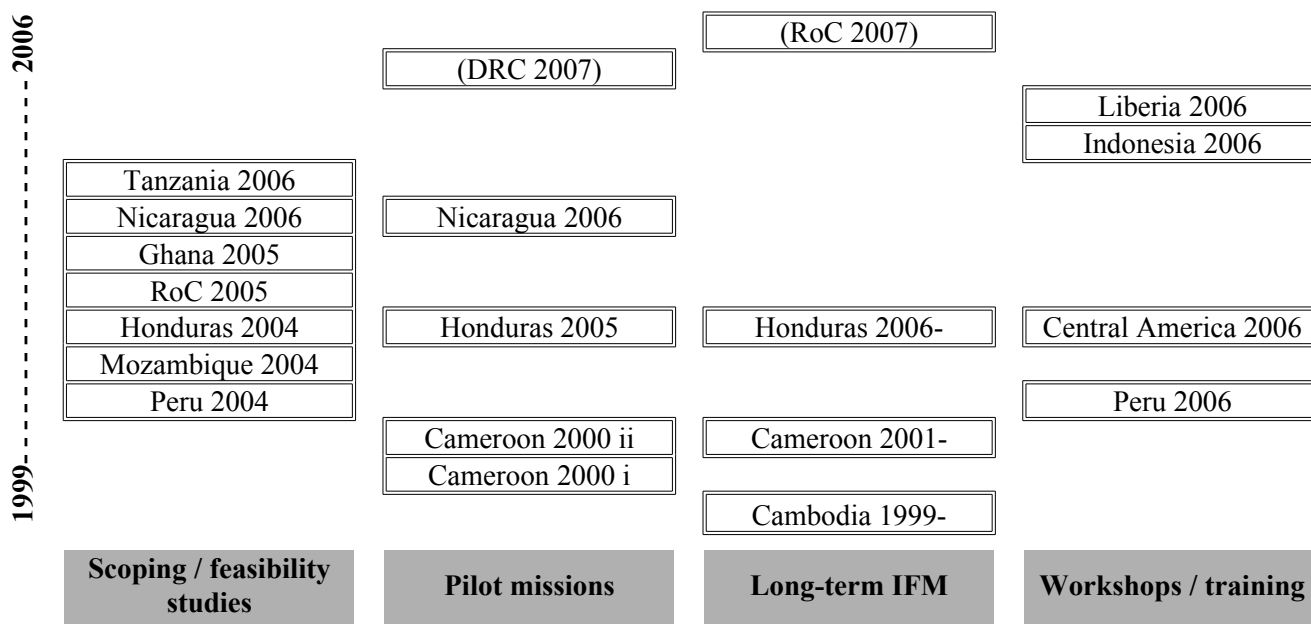 1999------------- 2006
(RoC 2007)
(DRC 2007)
Liberia 2006
Indonesia 2006
Tanzania 2006
Nicaragua 2006
Nicaragua 2006
Ghana 2005
RoC 2005
Honduras 2004
Honduras 2005
Honduras 2006-
Central America 2006
Mozambique 2004
Peru 2004
Peru 2006
Cameroon 2000 ii
Cameroon 2001-
Cameroon 2000 i
Cambodia 1999-
Scoping / feasibility
studies
Pilot missions
Long-term IFM
Workshops / training